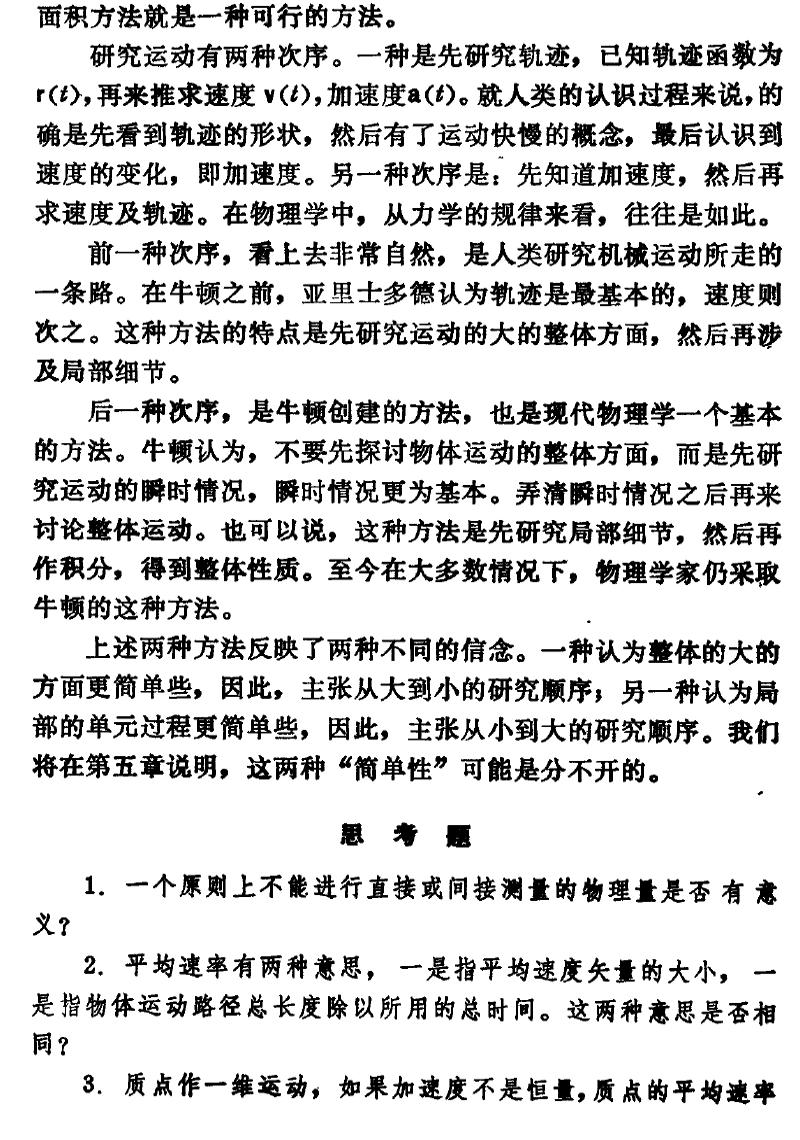 面积方法就是一种可行的方法。
研究运动有两种次序。一种是先研究轨迹，已知轨迹函数为
r(t)，再来推求速度 v(t)，加速度a(t)。就人类的认识过程来说，的
确是先看到轨迹的形状，然后有了运动快慢的概念，最后认识到
速度的变化，即加速度。另一种次序是：先知道加速度，然后再
求速度及轨迹。在物理学中，从力学的规律来看，往往是如此。
前一种次序，看上去非常自然，是人类研究机械运动所走的
一条路。在牛顿之前，亚里士多德认为轨迹是最基本的，速度则
次之。这种方法的特点是先研究运动的大的整体方面，然后再涉
及局部细节。
后一种次序，是牛顿创建的方法，也是现代物理学一个基本
的方法。牛顿认为，不要先探讨物体运动的整体方面，而是先研
究运动的瞬时情况，瞬时情况更为基本。弄清瞬时情况之后再来
讨论整体运动。也可以说，这种方法是先研究局部细节，然后再
作积分，得到整体性质。至今在大多数情况下，物理学家仍采取
牛顿的这种方法。
上述两种方法反映了两种不同的信念。一种认为整体的大的
方面更简单些，因此，主张从大到小的研究顺序；另一种认为局
部的单元过程更简单些，因此，主张从小到大的研究顺序。我们
将在第五章说明，这两种“简单性”可能是分不开的。
思考题
1. 一个原则上不能进行直接或间接测量的物理量是否有意
义？
2. 平均速率有两种意思，一是指平均速度矢量的大小，一
是指物体运动路径总长度除以所用的总时间。这两种意思是否相
同？
3. 质点作一维运动，如果加速度不是恒量，质点的平均速率